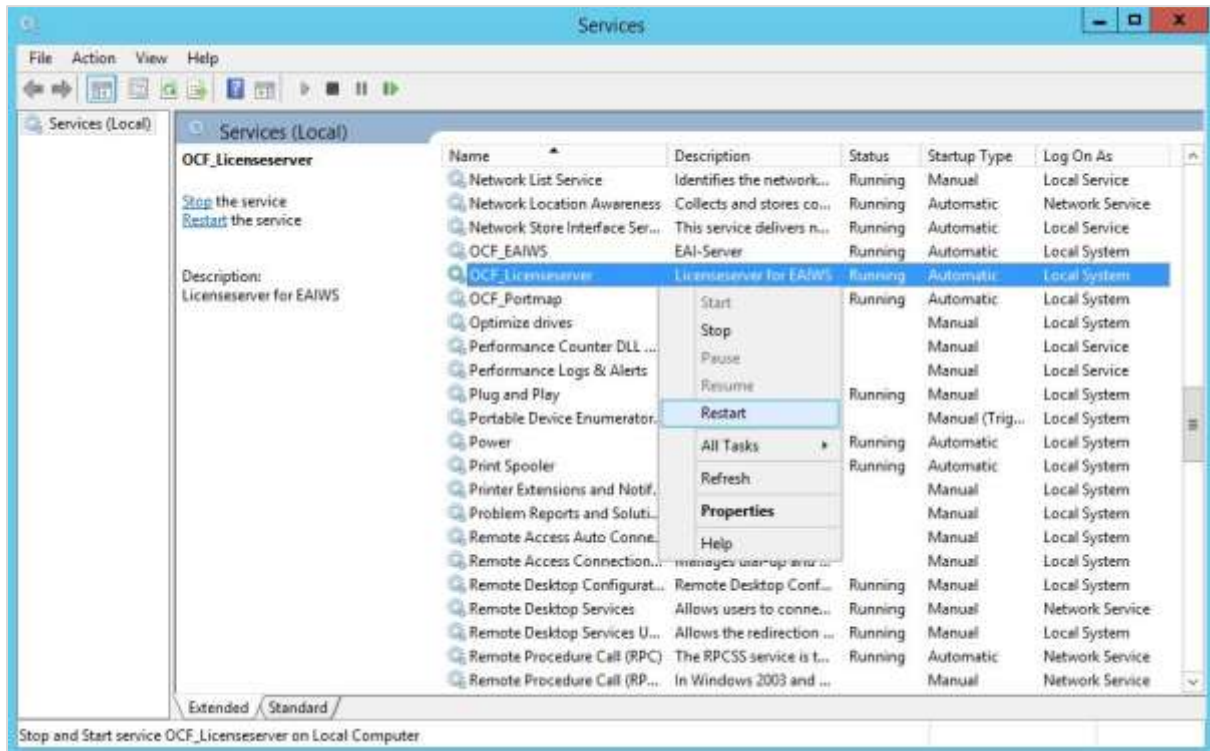 Services
File Action View Help
Services (Local)
Services (Local)
OCF_Licenseserver
Stop the service
Restart the service
Description:
Licenseserver for EAIWS
Name Description Status Startup Type Log On As
Network List Service Identifies the network... Running Manual Local Service
Network Location Awareness Collects and stores co... Running Automatic Network Service
Network Store Interface Ser... This service delivers n... Running Automatic Local Service
OCF_EAIWS EAI-Server Running Automatic Local System
OCF_Licenseserver Licenseserver for EAIWS Running Automatic Local System
OCF_Portmap Running Automatic Local System
Optimize drives Manual Local System
Performance Counter DLL ... Manual Local Service
Performance Logs & Alerts Manual Local Service
Plug and Play Running Manual Local System
Portable Device Enumerator. Manual (Trig... Local System
Power Running Automatic Local System
Print Spooler Running Automatic Local System
Printer Extensions and Notif. Manual Local System
Problem Reports and Soluti.. Manual Local System
Remote Access Auto Conne. Manual Local System
Remote Access Connection... Manages dial-up and ... Manual Local System
Remote Desktop Configurat... Remote Desktop Conf... Running Manual Local System
Remote Desktop Services Allows users to conne... Running Manual Network Service
Remote Desktop Services U... Allows the redirection ... Running Manual Local System
Remote Procedure Call (RPC) The RPCSS service is t... Running Automatic Network Service
Remote Procedure Call (RP... In Windows 2003 and ... Manual Network Service
Start
Stop
Pause
Resume
Restart
All Tasks
Refresh
Properties
Help
Extended Standard
Stop and Start service OCF_Licenseserver on Local Computer